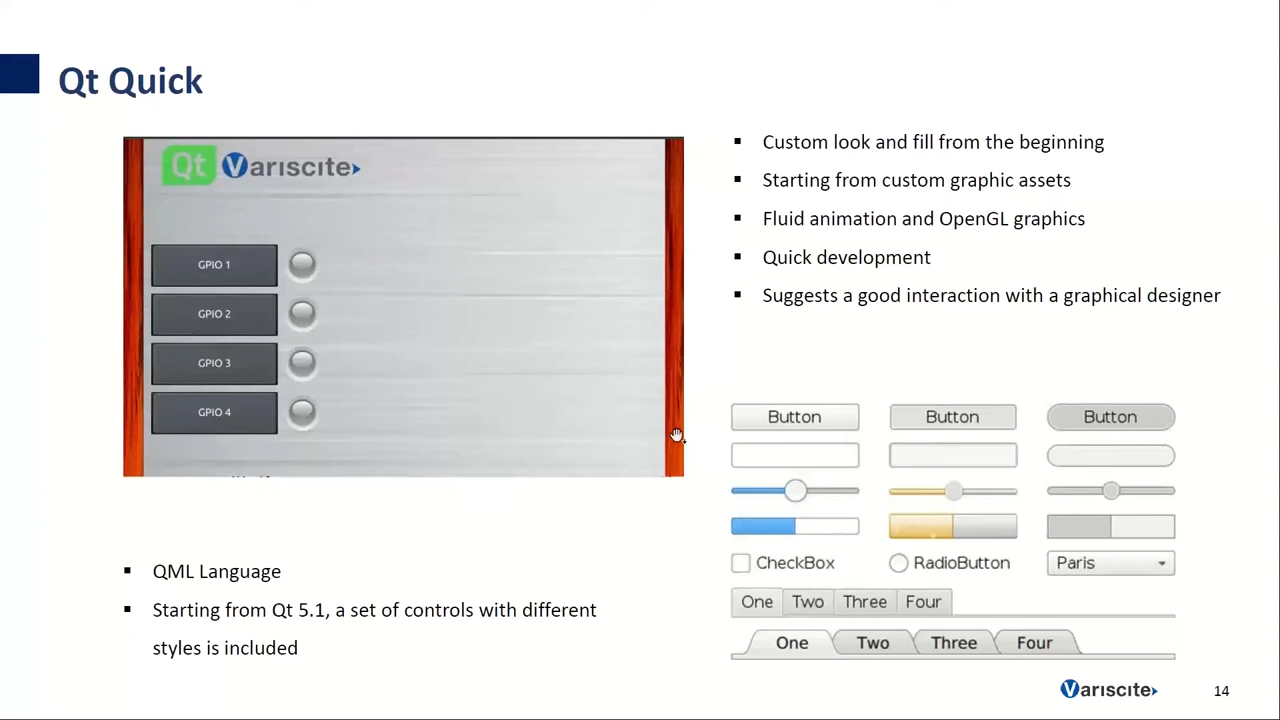 Qt Quick
Qt Variscite
GPIO 1
GPIO 2
GPIO 3
GPIO 4
Custom look and fill from the beginning
Starting from custom graphic assets
Fluid animation and OpenGL graphics
Quick development
Suggests a good interaction with a graphical designer
QML Language
Starting from Qt 5.1, a set of controls with different
styles is included
Button Button Button
CheckBox RadioButton Paris
One Two Three Four
One Two Three Four
Variscite 14